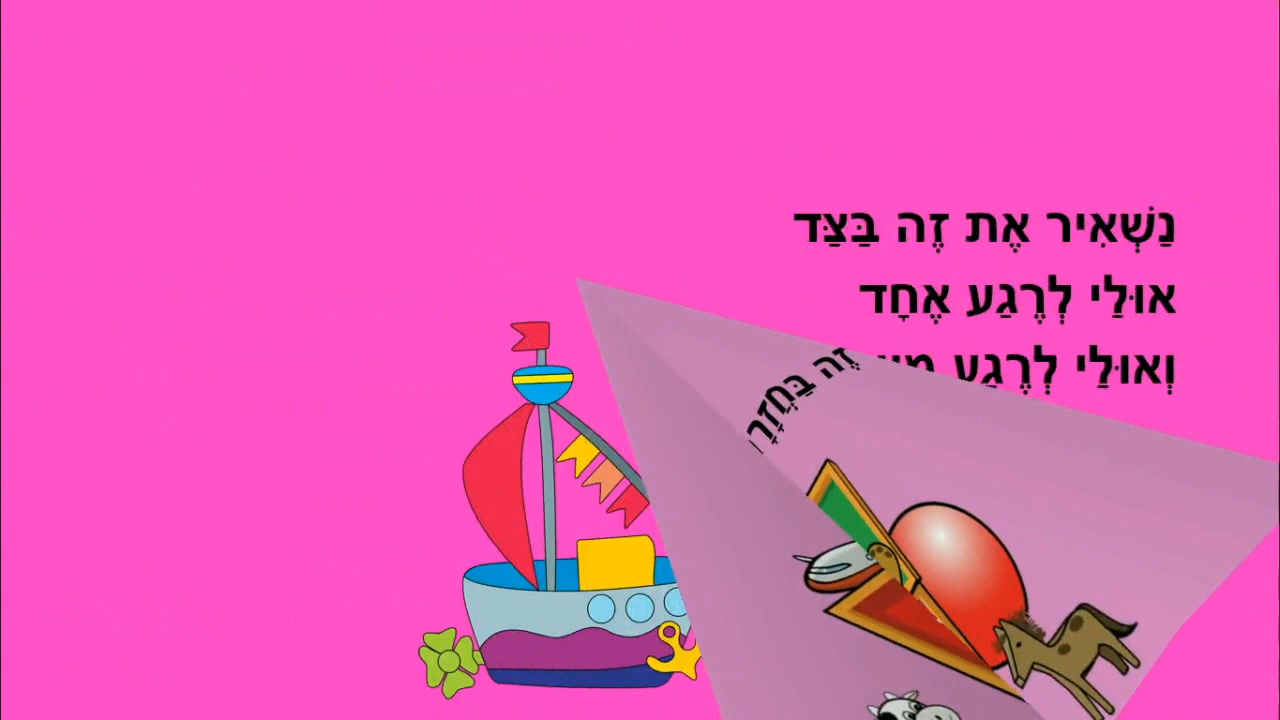 נַשְׁאִיר אֶת זֶה בַּצַּד
אוּלַי לְרֶגַע אֶחָד
וְאוּלַי לְרֶגַע
זֶה בַּחֲזָרָ